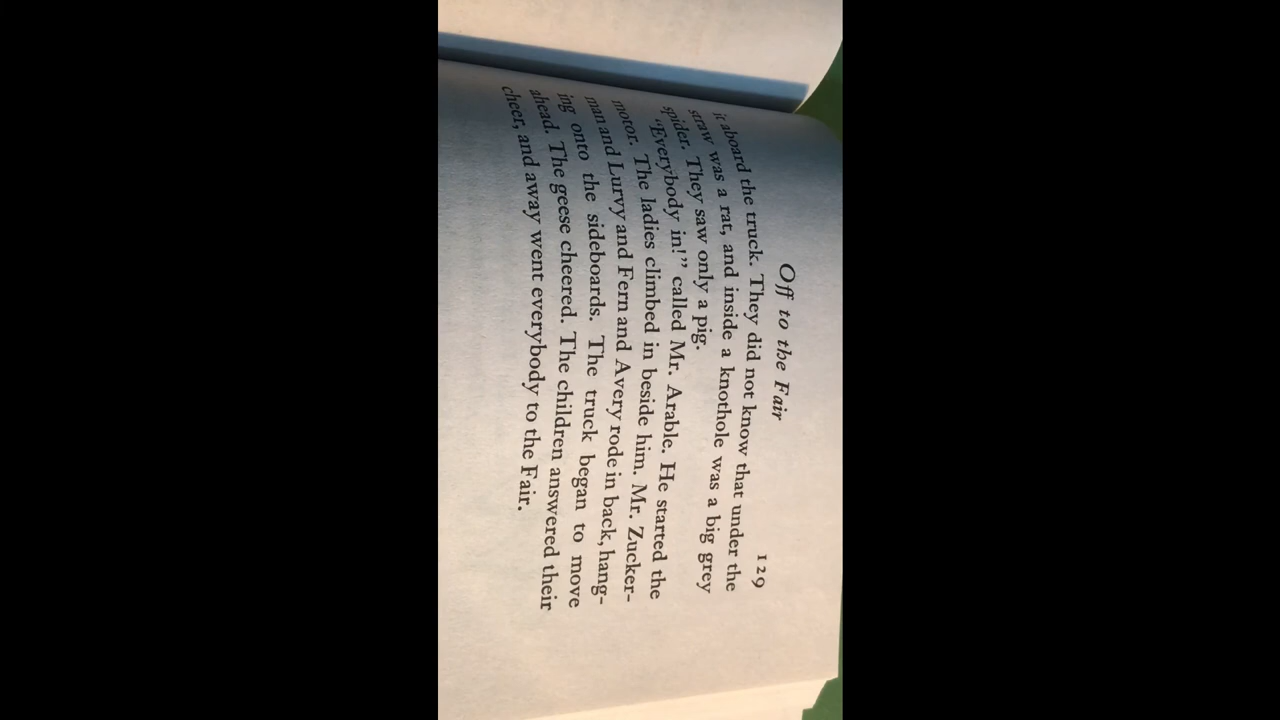 Off to the Fair 129
it aboard the truck. They did not know that under the
straw was a rat, and inside a knothole was a big grey
spider. They saw only a pig.
"Everybody in!" called Mr. Arable. He started the
motor. The ladies climbed in beside him. Mr. Zucker-
man and Lurvy and Fern and Avery rode in back, hang-
ing onto the sideboards. The truck began to move
ahead. The geese cheered. The children answered their
cheer, and away went everybody to the Fair.